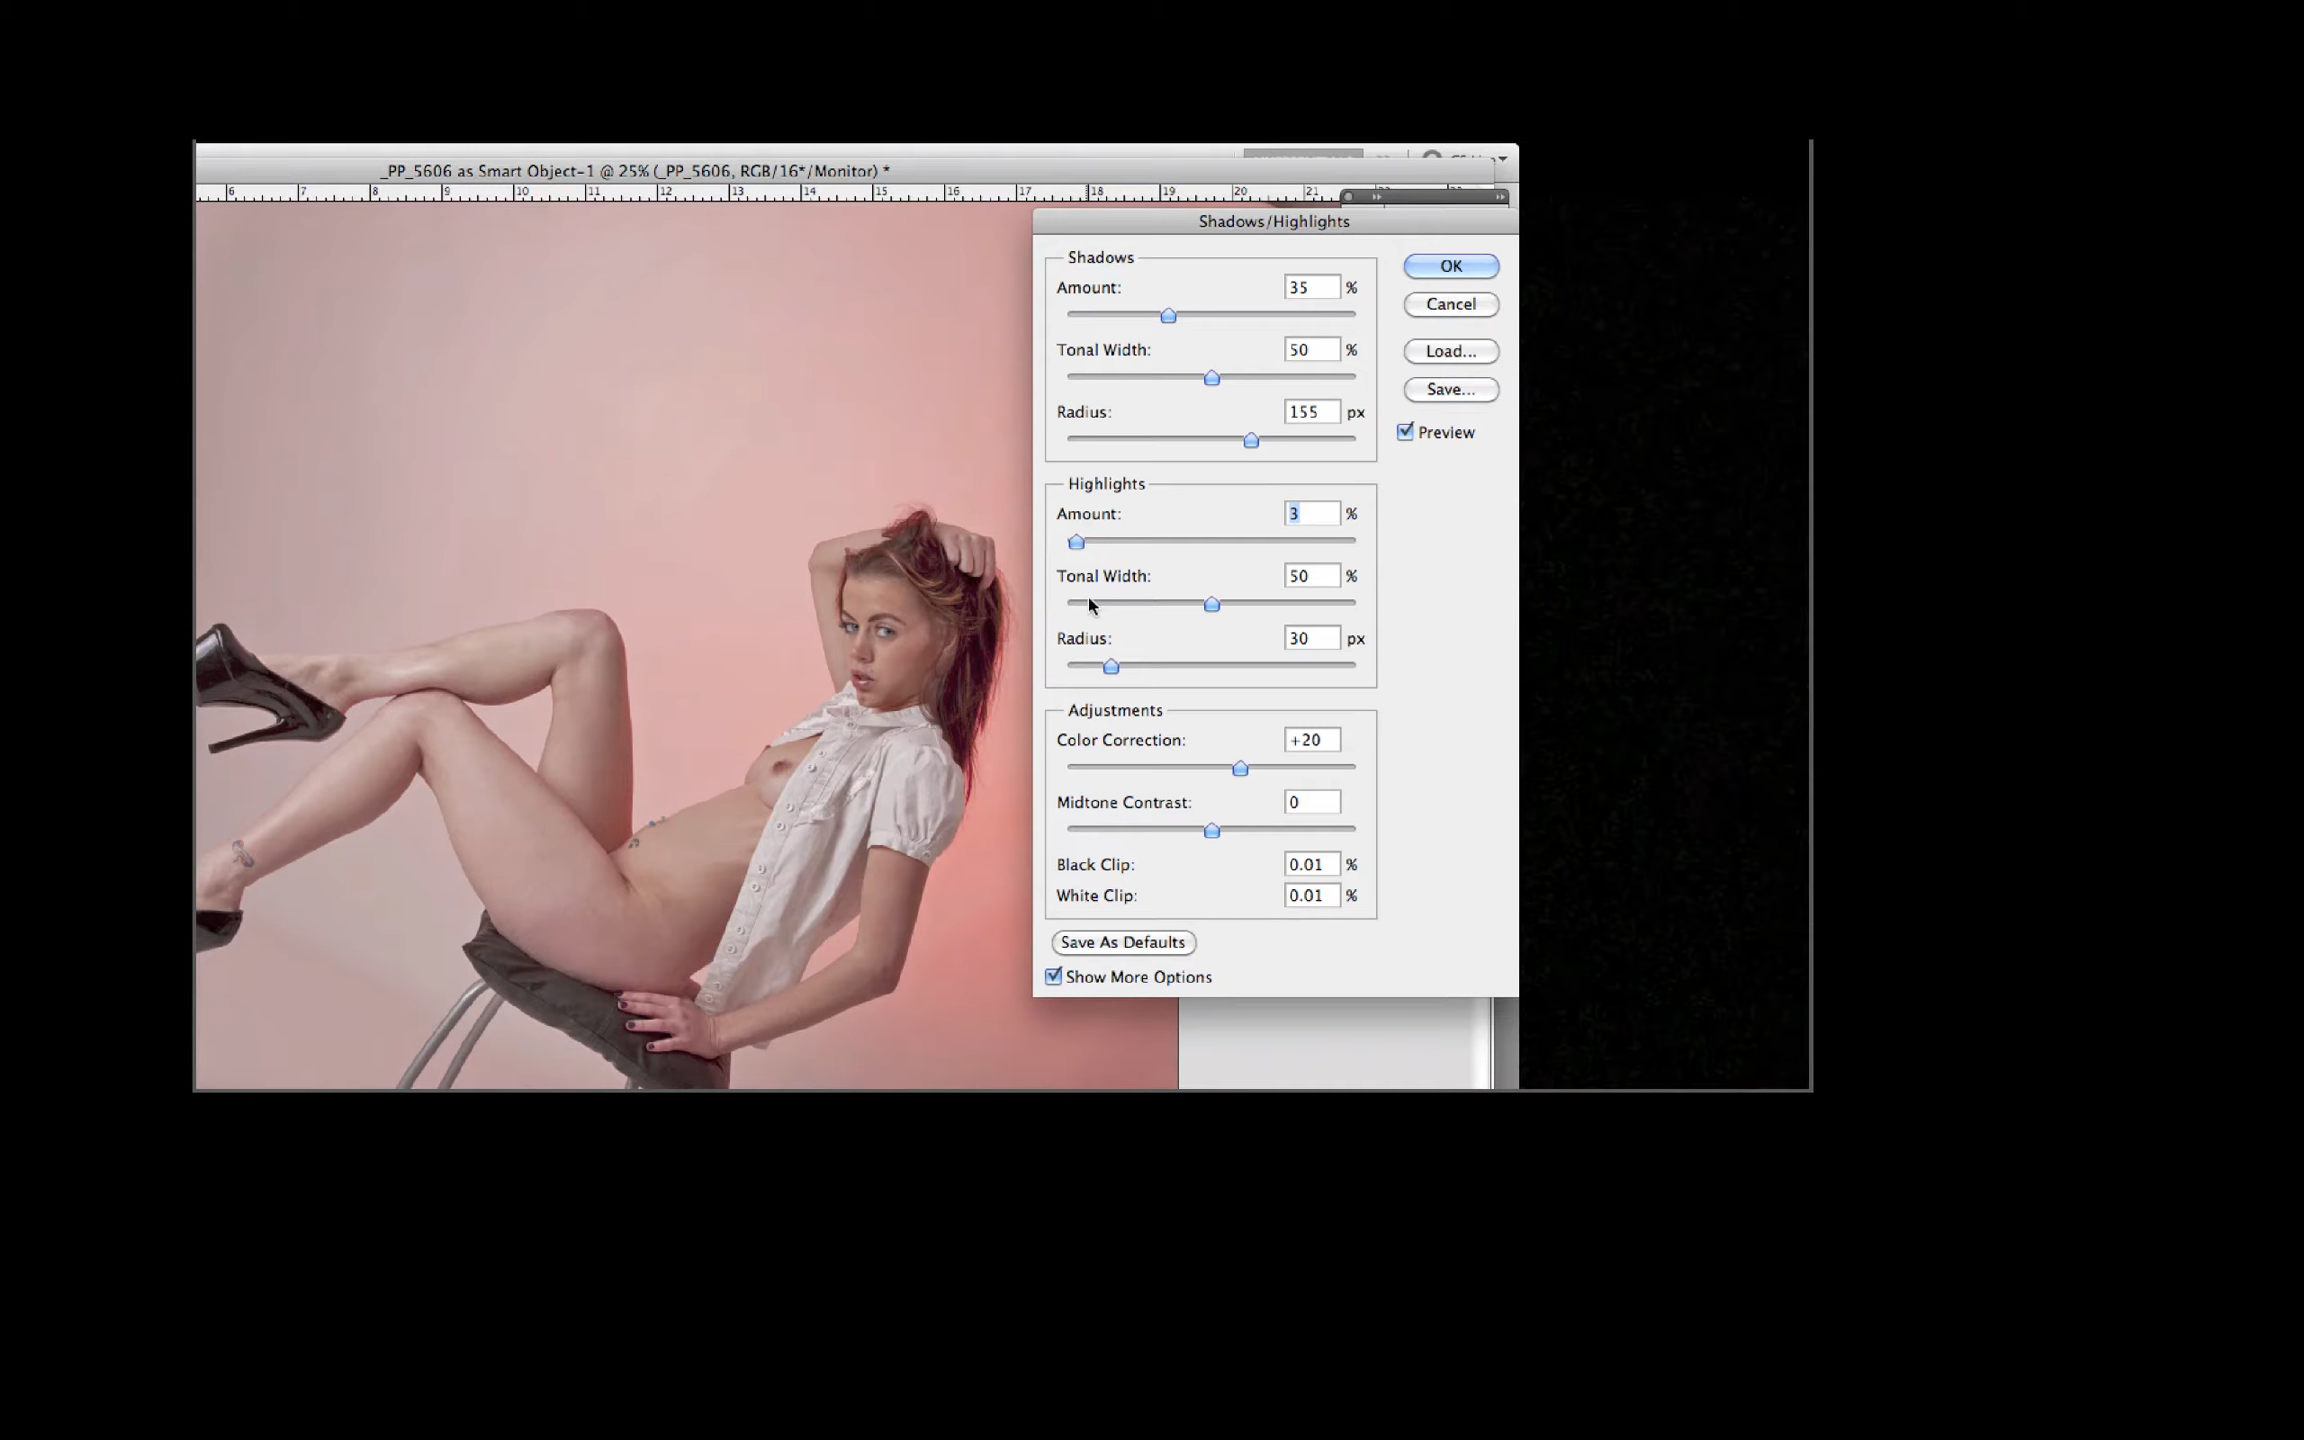 _PP_5606 as Smart Object-1 @ 25% (_PP_5606, RGB/16*/Monitor) *
6 7 8 9 10 11 12 13 14 15 16 17 18 19 20 21
Shadows/Highlights
Shadows
Amount: 35 %
Tonal Width: 50 %
Radius: 155 px
Highlights
Amount: 3 %
Tonal Width: 50 %
Radius: 30 px
Adjustments
Color Correction: +20
Midtone Contrast: 0
Black Clip: 0.01 %
White Clip: 0.01 %
Save As Defaults
Show More Options
OK
Cancel
Load...
Save...
Preview